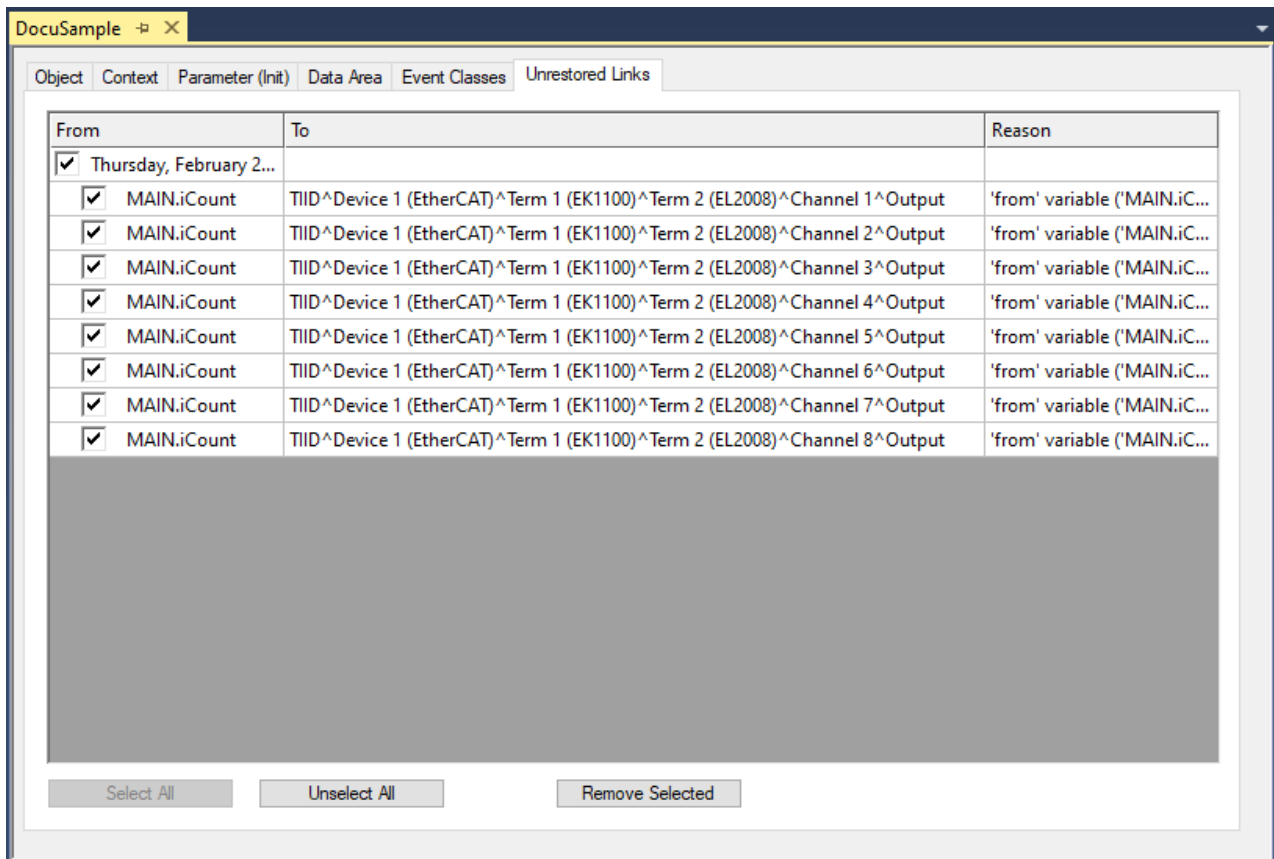 DocuSample
Object Context Parameter (Init) Data Area Event Classes Unrestored Links
From To Reason
Thursday, February 2...
MAIN.iCount TIID^Device 1 (EtherCAT)^Term 1 (EK1100)^Term 2 (EL2008)^Channel 1^Output 'from' variable ('MAIN.iC...
MAIN.iCount TIID^Device 1 (EtherCAT)^Term 1 (EK1100)^Term 2 (EL2008)^Channel 2^Output 'from' variable ('MAIN.iC...
MAIN.iCount TIID^Device 1 (EtherCAT)^Term 1 (EK1100)^Term 2 (EL2008)^Channel 3^Output 'from' variable ('MAIN.iC...
MAIN.iCount TIID^Device 1 (EtherCAT)^Term 1 (EK1100)^Term 2 (EL2008)^Channel 4^Output 'from' variable ('MAIN.iC...
MAIN.iCount TIID^Device 1 (EtherCAT)^Term 1 (EK1100)^Term 2 (EL2008)^Channel 5^Output 'from' variable ('MAIN.iC...
MAIN.iCount TIID^Device 1 (EtherCAT)^Term 1 (EK1100)^Term 2 (EL2008)^Channel 6^Output 'from' variable ('MAIN.iC...
MAIN.iCount TIID^Device 1 (EtherCAT)^Term 1 (EK1100)^Term 2 (EL2008)^Channel 7^Output 'from' variable ('MAIN.iC...
MAIN.iCount TIID^Device 1 (EtherCAT)^Term 1 (EK1100)^Term 2 (EL2008)^Channel 8^Output 'from' variable ('MAIN.iC...
Select All Unselect All Remove Selected